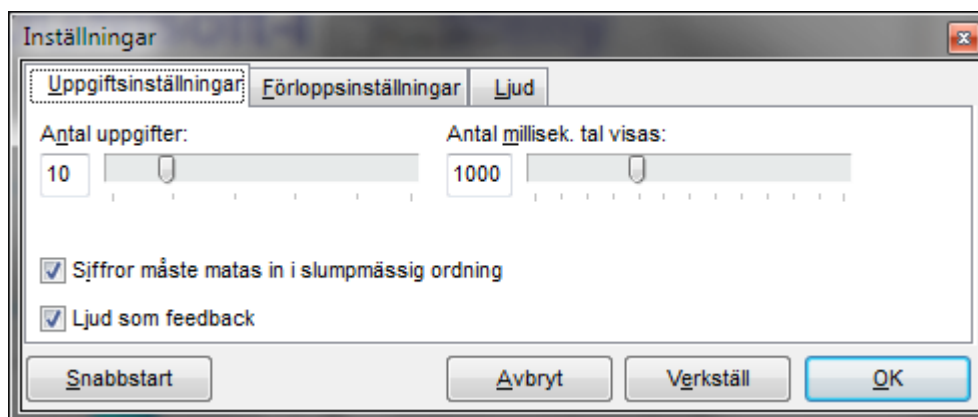 Inställningar
Uppgiftsinställningar Förloppsinställningar Ljud
Antal uppgifter: Antal millisek. tal visas:
10 1000
Siffror måste matas in i slumpmässig ordning
Ljud som feedback
Snabbstart Avbryt Verkställ OK